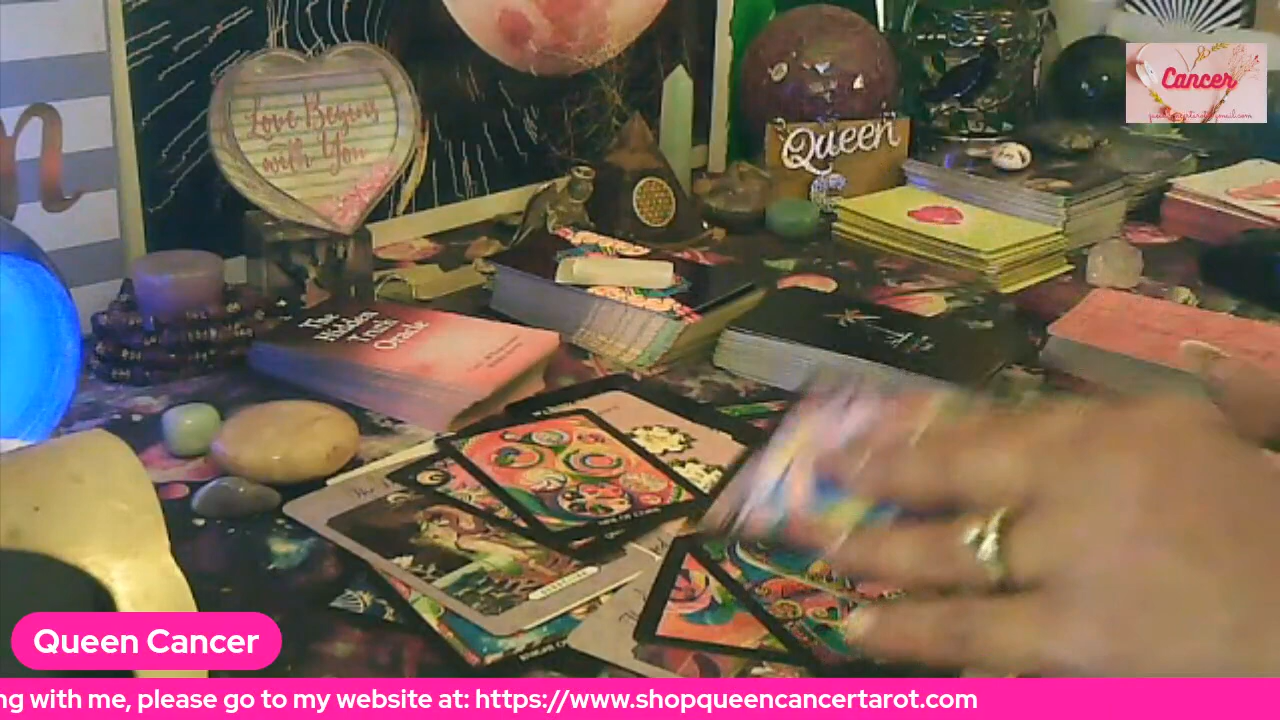 n
Love Begins
with You
Queen
Cancer
The
Hidden
Truth
Oracle
Queen Cancer
ng with me, please go to my website at: https://www.shopqueencancertarot.com